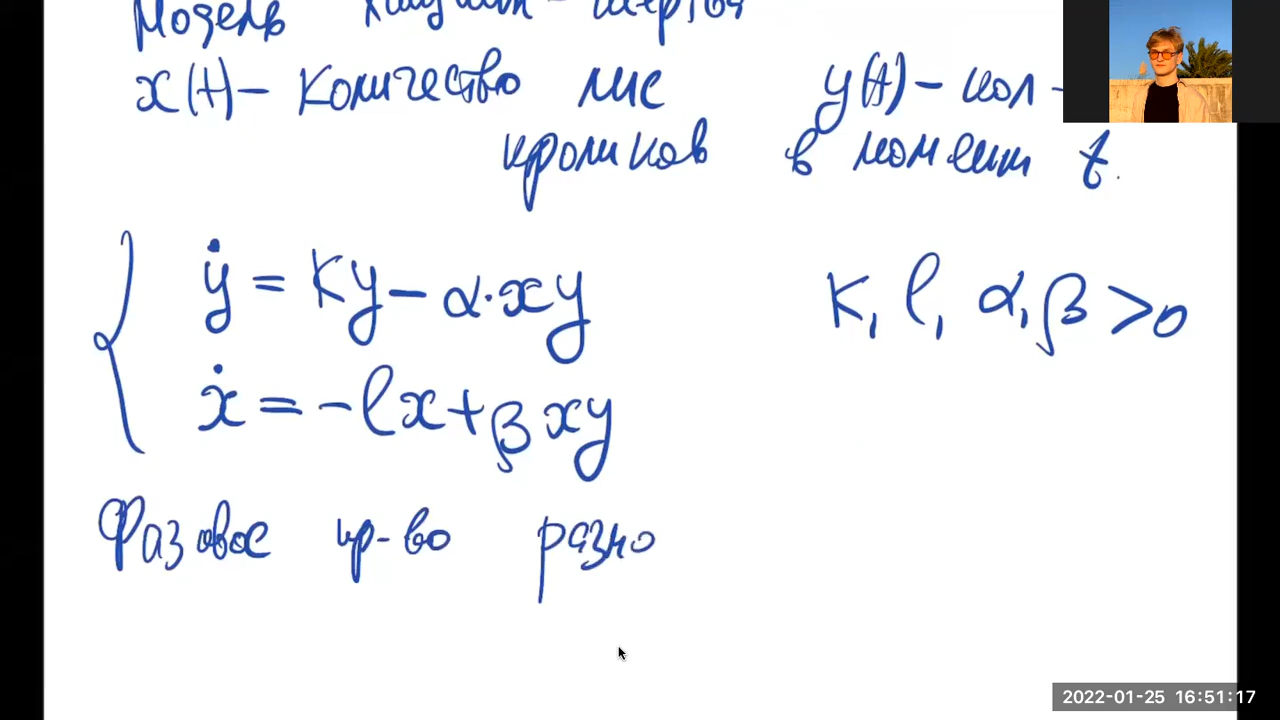 Модель хищник - жертва
x(t) – количество лис y(t) – кол -
кроликов в момент t.
ẏ = ky – α·xy k, l, α, β > 0
ẋ = -lx + βxy
Фазовое пр-во разно
2022-01-25 16:51:17